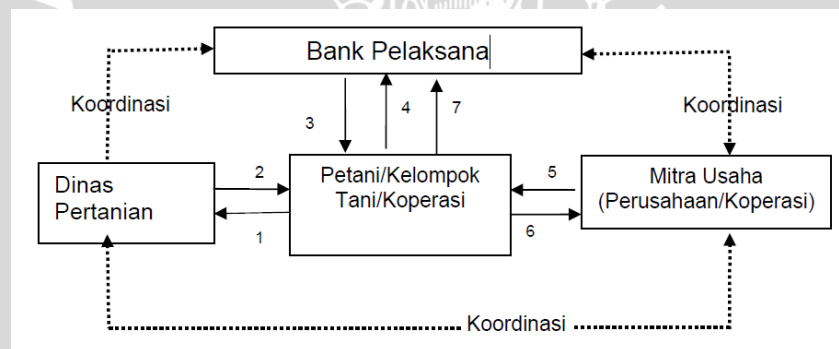 Bank Pelaksana
Koordinasi
Koordinasi
3
4
7
Dinas
Pertanian
2
1
Petani/Kelompok
Tani/Koperasi
5
6
Mitra Usaha
(Perusahaan/Koperasi)
Koordinasi